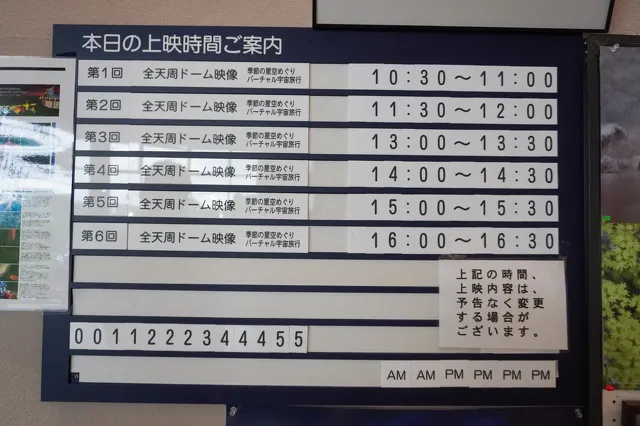 本日の上映時間ご案内
第1回 全天周ドーム映像 季節の星空めぐり バーチャル宇宙旅行 10:30〜11:00
第2回 全天周ドーム映像 季節の星空めぐり バーチャル宇宙旅行 11:30〜12:00
第3回 全天周ドーム映像 季節の星空めぐり バーチャル宇宙旅行 13:00〜13:30
第4回 全天周ドーム映像 季節の星空めぐり バーチャル宇宙旅行 14:00〜14:30
第5回 全天周ドーム映像 季節の星空めぐり バーチャル宇宙旅行 15:00〜15:30
第6回 全天周ドーム映像 季節の星空めぐり バーチャル宇宙旅行 16:00〜16:30
上記の時間、
上映内容は、
予告なく変更
する場合が
ございます。
001122234455
AM AM PM PM PM PM